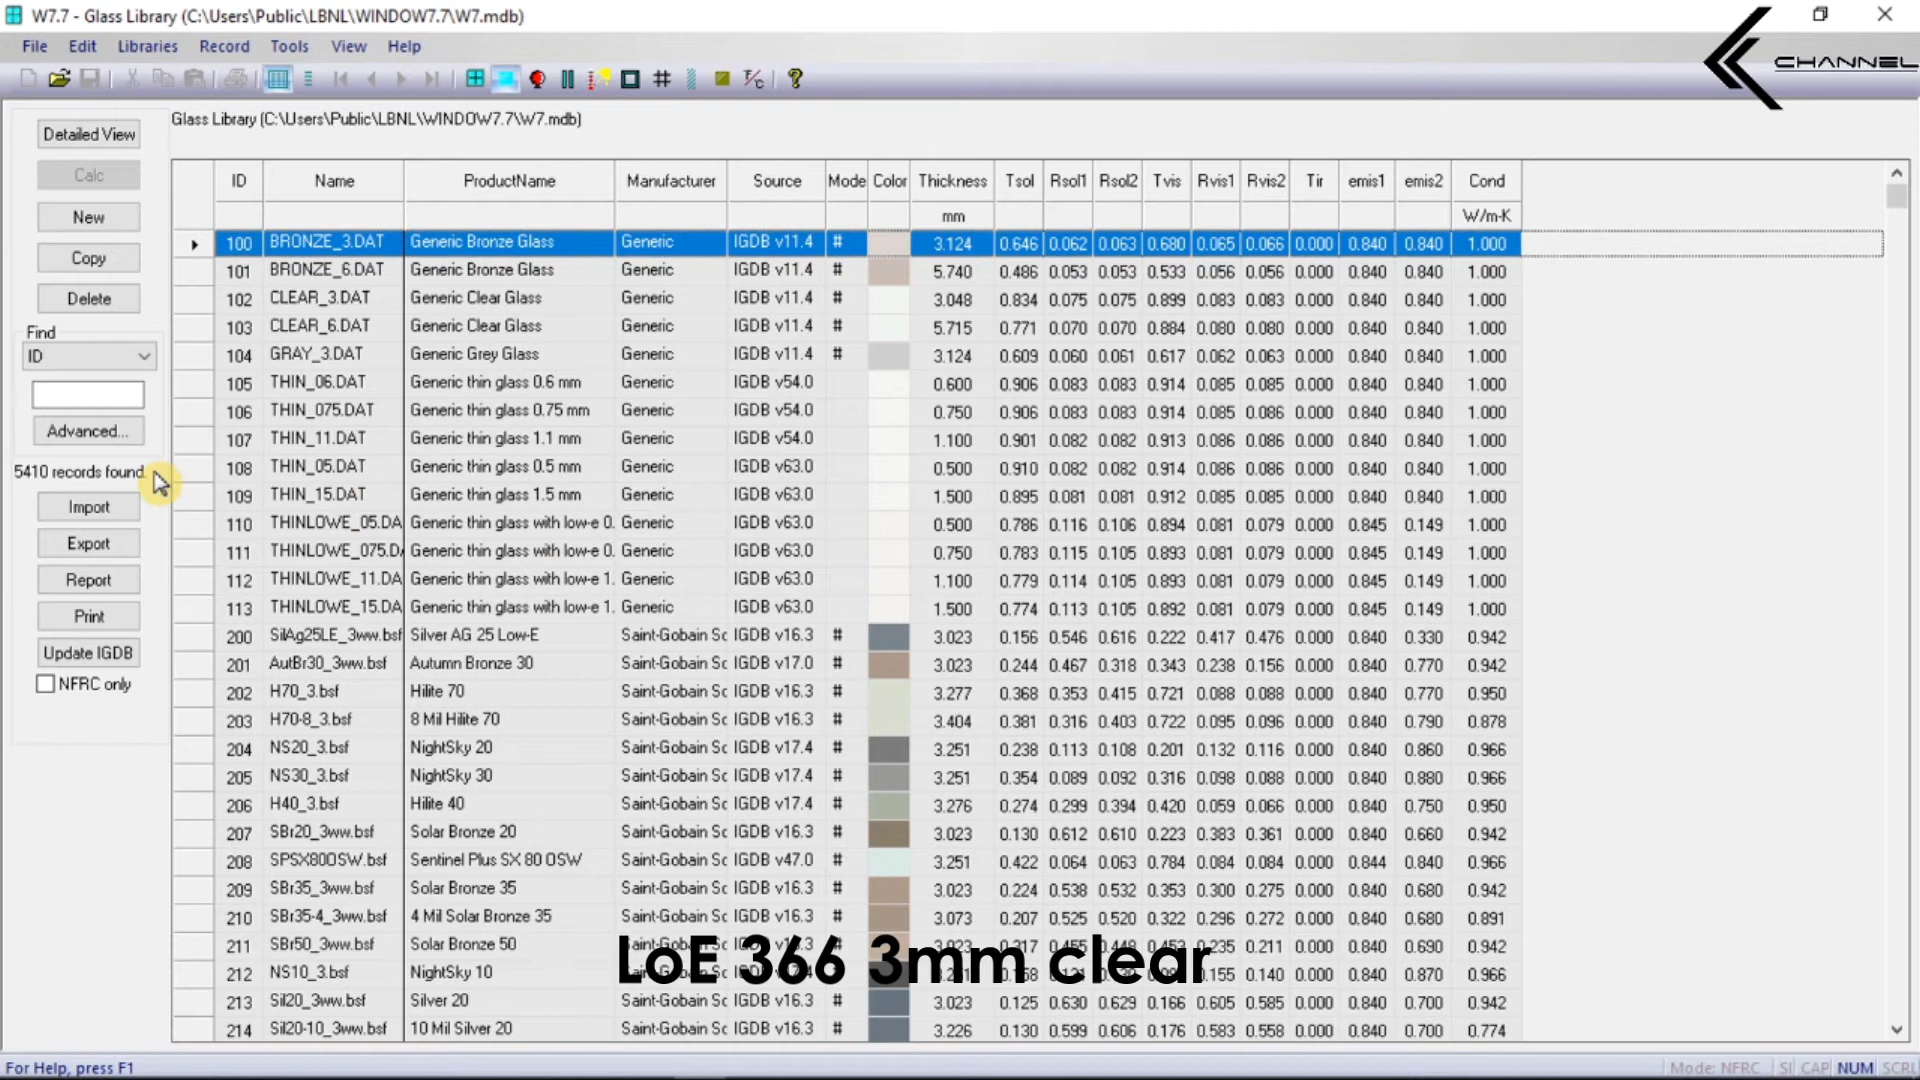 W7.7 - Glass Library (C:\Users\Public\LBNL\WINDOW7.7\W7.mdb)
File Edit Libraries Record Tools View Help
CHANNEL
Glass Library (C:\Users\Public\LBNL\WINDOW7.7\W7.mdb)
Detailed View
Calc
New
Copy
Delete
Find
ID
Advanced...
5410 records found.
Import
Export
Report
Print
Update IGDB
NFRC only
ID Name ProductName Manufacturer Source Mode Color Thickness Tsol Rsol1 Rsol2 Tvis Rvis1 Rvis2 Tir emis1 emis2 Cond
mm W/m-K
100 BRONZE_3.DAT Generic Bronze Glass Generic IGDB v11.4 # 3.124 0.646 0.062 0.063 0.680 0.065 0.066 0.000 0.840 0.840 1.000
101 BRONZE_6.DAT Generic Bronze Glass Generic IGDB v11.4 # 5.740 0.486 0.053 0.053 0.533 0.056 0.056 0.000 0.840 0.840 1.000
102 CLEAR_3.DAT Generic Clear Glass Generic IGDB v11.4 # 3.048 0.834 0.075 0.075 0.899 0.083 0.083 0.000 0.840 0.840 1.000
103 CLEAR_6.DAT Generic Clear Glass Generic IGDB v11.4 # 5.715 0.771 0.070 0.070 0.884 0.080 0.080 0.000 0.840 0.840 1.000
104 GRAY_3.DAT Generic Grey Glass Generic IGDB v11.4 # 3.124 0.609 0.060 0.061 0.617 0.062 0.063 0.000 0.840 0.840 1.000
105 THIN_06.DAT Generic thin glass 0.6 mm Generic IGDB v54.0 0.600 0.906 0.083 0.083 0.914 0.085 0.085 0.000 0.840 0.840 1.000
106 THIN_075.DAT Generic thin glass 0.75 mm Generic IGDB v54.0 0.750 0.906 0.083 0.083 0.914 0.085 0.086 0.000 0.840 0.840 1.000
107 THIN_11.DAT Generic thin glass 1.1 mm Generic IGDB v54.0 1.100 0.901 0.082 0.082 0.913 0.086 0.086 0.000 0.840 0.840 1.000
108 THIN_05.DAT Generic thin glass 0.5 mm Generic IGDB v63.0 0.500 0.910 0.082 0.082 0.914 0.086 0.086 0.000 0.840 0.840 1.000
109 THIN_15.DAT Generic thin glass 1.5 mm Generic IGDB v63.0 1.500 0.895 0.081 0.081 0.912 0.085 0.085 0.000 0.840 0.840 1.000
110 THINLOWE_05.DA Generic thin glass with low-e 0. Generic IGDB v63.0 0.500 0.786 0.116 0.106 0.894 0.081 0.079 0.000 0.845 0.149 1.000
111 THINLOWE_075.D Generic thin glass with low-e 0. Generic IGDB v63.0 0.750 0.783 0.115 0.105 0.893 0.081 0.079 0.000 0.845 0.149 1.000
112 THINLOWE_11.DA Generic thin glass with low-e 1. Generic IGDB v63.0 1.100 0.779 0.114 0.105 0.893 0.081 0.079 0.000 0.845 0.149 1.000
113 THINLOWE_15.DA Generic thin glass with low-e 1. Generic IGDB v63.0 1.500 0.774 0.113 0.105 0.892 0.081 0.079 0.000 0.845 0.149 1.000
200 SilAg25LE_3ww.bsf Silver AG 25 Low-E Saint-Gobain Sc IGDB v16.3 # 3.023 0.156 0.546 0.616 0.222 0.417 0.476 0.000 0.840 0.330 0.942
201 AutBr30_3ww.bsf Autumn Bronze 30 Saint-Gobain Sc IGDB v17.0 # 3.023 0.244 0.467 0.318 0.343 0.238 0.156 0.000 0.840 0.770 0.942
202 H70_3.bsf Hilite 70 Saint-Gobain Sc IGDB v16.3 # 3.277 0.368 0.353 0.415 0.721 0.088 0.088 0.000 0.840 0.770 0.950
203 H70-8_3.bsf 8 Mil Hilite 70 Saint-Gobain Sc IGDB v16.3 # 3.404 0.381 0.316 0.403 0.722 0.095 0.096 0.000 0.840 0.790 0.878
204 NS20_3.bsf NightSky 20 Saint-Gobain Sc IGDB v17.4 # 3.251 0.238 0.113 0.108 0.201 0.132 0.116 0.000 0.840 0.860 0.966
205 NS30_3.bsf NightSky 30 Saint-Gobain Sc IGDB v17.4 # 3.251 0.354 0.089 0.092 0.316 0.098 0.088 0.000 0.840 0.880 0.966
206 H40_3.bsf Hilite 40 Saint-Gobain Sc IGDB v17.4 # 3.276 0.274 0.299 0.394 0.420 0.059 0.066 0.000 0.840 0.750 0.950
207 SBr20_3ww.bsf Solar Bronze 20 Saint-Gobain Sc IGDB v16.3 # 3.023 0.130 0.612 0.610 0.223 0.383 0.361 0.000 0.840 0.660 0.942
208 SPSX80OSW.bsf Sentinel Plus SX 80 OSW Saint-Gobain Sc IGDB v47.0 # 3.251 0.422 0.064 0.063 0.784 0.084 0.084 0.000 0.844 0.840 0.966
209 SBr35_3ww.bsf Solar Bronze 35 Saint-Gobain Sc IGDB v16.3 # 3.023 0.224 0.538 0.532 0.353 0.300 0.275 0.000 0.840 0.680 0.942
210 SBr35-4_3ww.bsf 4 Mil Solar Bronze 35 Saint-Gobain Sc IGDB v16.3 # 3.073 0.207 0.525 0.520 0.322 0.296 0.272 0.000 0.840 0.680 0.891
211 SBr50_3ww.bsf Solar Bronze 50 0.211 0.000 0.840 0.690 0.942
212 NS10_3.bsf NightSky 10 0.140 0.000 0.840 0.870 0.966
LoE 366 3mm clear
213 Sil20_3ww.bsf Silver 20 Saint-Gobain Sc IGDB v16.3 # 3.023 0.125 0.630 0.629 0.166 0.605 0.585 0.000 0.840 0.700 0.942
214 Sil20-10_3ww.bsf 10 Mil Silver 20 Saint-Gobain Sc IGDB v16.3 # 3.226 0.130 0.599 0.606 0.176 0.583 0.558 0.000 0.840 0.700 0.774
For Help, press F1
Mode: NFRC SI CAP NUM SCRL